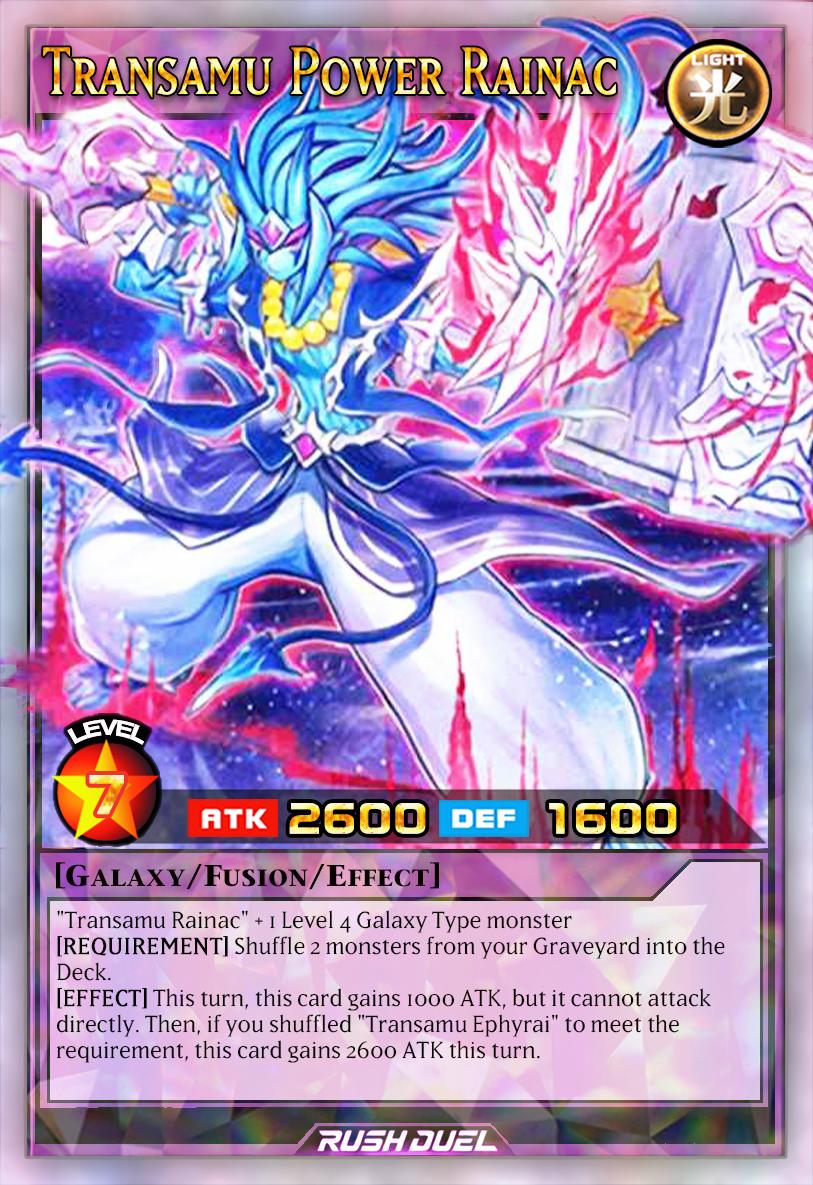 Transamu Power Rainac
LIGHT
光
LEVEL
7
ATK 2600 DEF 1600
[Galaxy/Fusion/Effect]
"Transamu Rainac" + 1 Level 4 Galaxy Type monster
[REQUIREMENT] Shuffle 2 monsters from your Graveyard into the
Deck.
[EFFECT] This turn, this card gains 1000 ATK, but it cannot attack
directly. Then, if you shuffled "Transamu Ephyrai" to meet the
requirement, this card gains 2600 ATK this turn.
RUSH DUEL